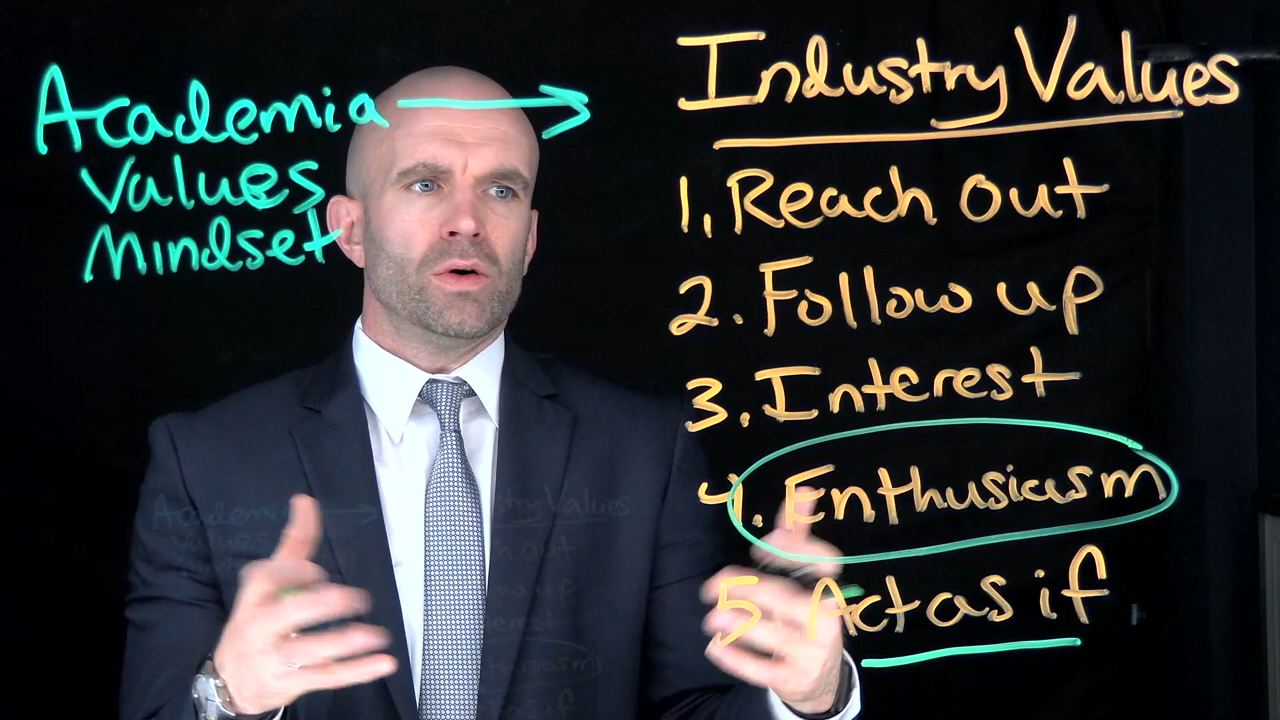 Academia
Values
Mindset
Industry Values
1. Reach Out
2. Follow up
3. Interest
4. Enthusiasm
5. Act as if